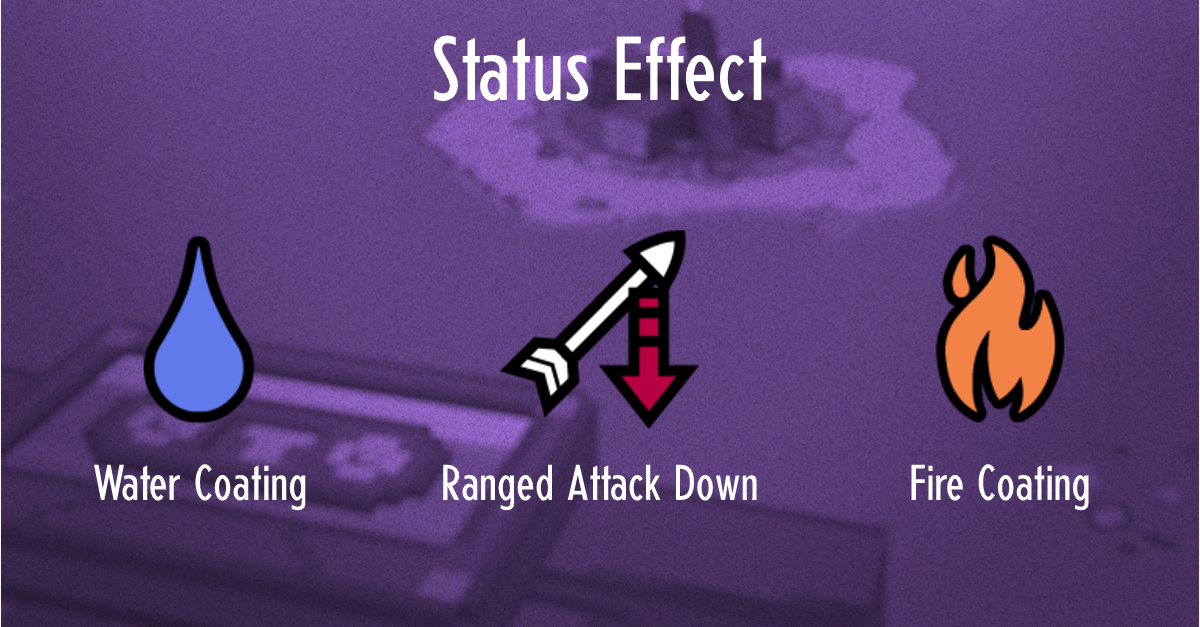 Status Effect
Water Coating
Ranged Attack Down
Fire Coating